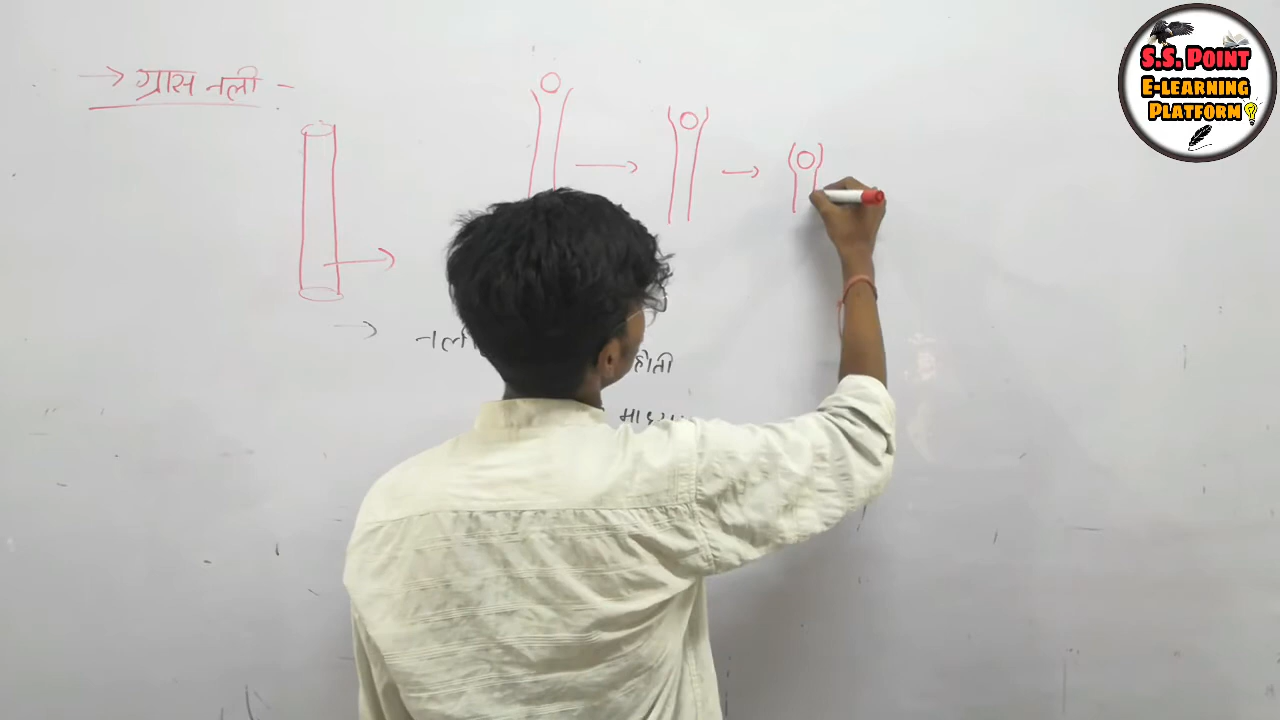 → ग्रास नली -
→
होती
S.S. POINT
E-LEARNING
PLATFORM